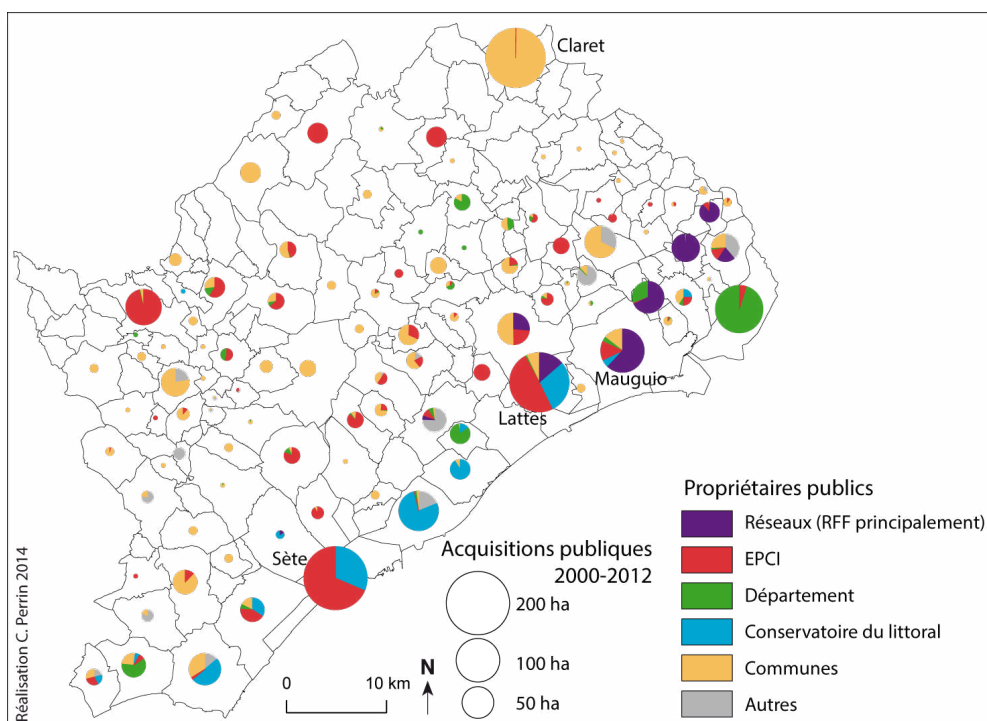 Claret
Mauguio
Lattes
Sète
Acquisitions publiques
2000-2012
200 ha
100 ha
50 ha
0 10 km
N
Propriétaires publics
Réseaux (RFF principalement)
EPCI
Département
Conservatoire du littoral
Communes
Autres
Réalisation C. Perrin 2014